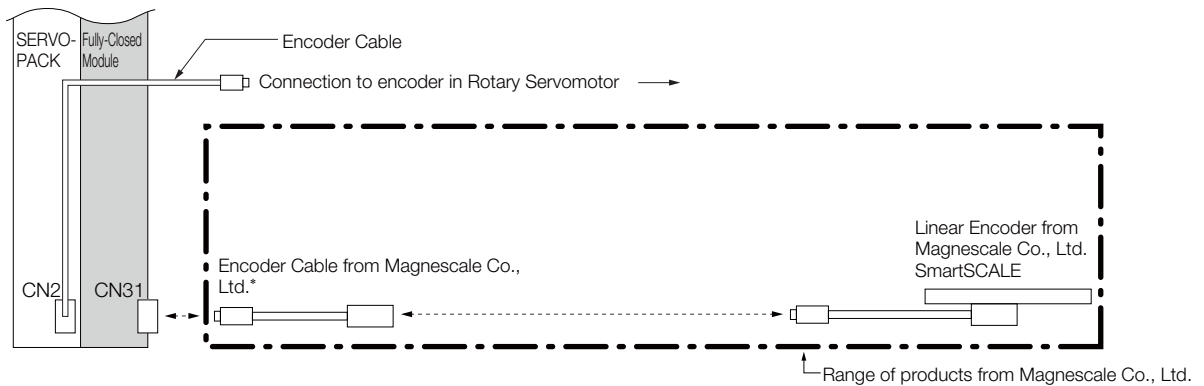 SERVO-
PACK
Fully-Closed
Module
Encoder Cable
Connection to encoder in Rotary Servomotor
Linear Encoder from
Magnescale Co., Ltd.
SmartSCALE
Encoder Cable from Magnescale Co.,
Ltd.*
CN2
CN31
Range of products from Magnescale Co., Ltd.